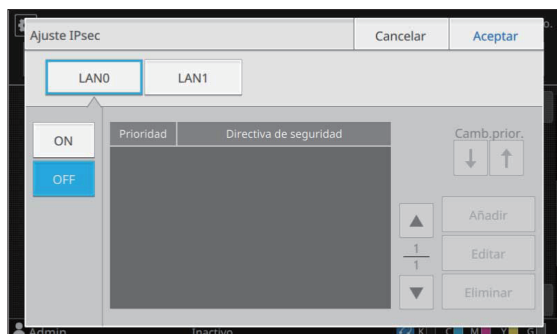 Ajuste IPsec
Cancelar
Aceptar
LAN0
LAN1
ON
OFF
Prioridad
Directiva de seguridad
Camb.prior.
1
1
Añadir
Editar
Eliminar
Admin
Inactivo
K
C
M
Y